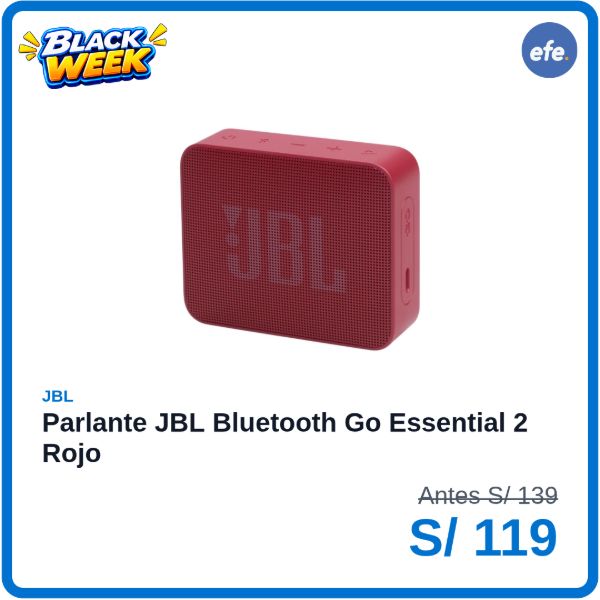 BLACK
WEEK
efe.
JBL
JBL
Parlante JBL Bluetooth Go Essential 2
Rojo
Antes S/ 139
S/ 119